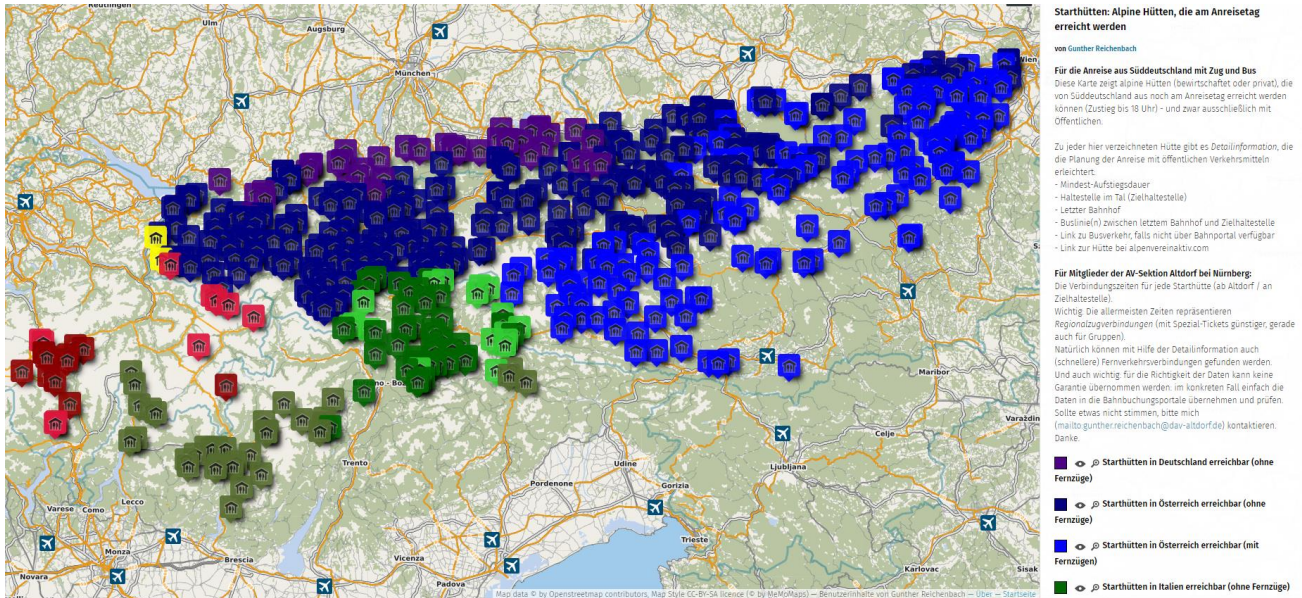 Reutlingen
Ulm
Augsburg
München
Wien
Bozen
Maribor
Varaždin
Trento
Celje
Udine
Ljubljana
Pordenone
Gorizia
Lecco
Varese
Como
Trieste
Monza
Brescia
Vicenza
Novara
Padova
Karlovac
Sisak
Map data © by Openstreetmap contributors, Map Style CC-BY-SA licence (© by MeMoMaps) — Benutzerinhalte von Gunther Reichenbach — Über — Startseite
Starthütten: Alpine Hütten, die am Anreisetag
erreicht werden
von Gunther Reichenbach
Für die Anreise aus Süddeutschland mit Zug und Bus
Diese Karte zeigt alpine Hütten (bewirtschaftet oder privat), die
von Süddeutschland aus noch am Anreisetag erreicht werden
können (Zustieg bis 18 Uhr) - und zwar ausschließlich mit
Öffentlichen.
Zu jeder hier verzeichneten Hütte gibt es Detailinfomation, die
die Planung der Anreise mit öffentlichen Verkehrsmitteln
erleichtert:
- Mindest-Aufstiegsdauer
- Haltestelle im Tal (Zielhaltestelle)
- Letzter Bahnhof
- Buslinie(n) zwischen letztem Bahnhof und Zielhaltestelle
- Link zu Busverkehr, falls nicht über Bahnportal verfügbar
- Link zur Hütte bei alpenvereinaktiv.com
Für Mitglieder der AV-Sektion Altdorf bei Nürnberg:
Die Verbindungszeiten für jede Starthütte (ab Altdorf / an
Zielhaltestelle).
Wichtig: Die allermeisten Zeiten repräsentieren
Regionalzugverbindungen (mit Spezial-Tickets günstiger, gerade
auch für Gruppen).
Natürlich können mit Hilfe der Detailinformation auch
(schnellere) Fernverkehrsverbindungen gefunden werden.
Und auch wichtig: für die Richtigkeit der Daten kann keine
Garantie übernommen werden: im konkreten Fall einfach die
Daten in die Bahnbuchungsportale übernehmen und prüfen.
Sollte etwas nicht stimmen, bitte mich
(mailto:gunther.reichenbach@dav-altdorf.de) kontaktieren.
Danke.
Starthütten in Deutschland erreichbar (ohne
Fernzüge)
Starthütten in Österreich erreichbar (ohne
Fernzüge)
Starthütten in Österreich erreichbar (mit
Fernzügen)
Starthütten in Italien erreichbar (ohne Fernzüge)